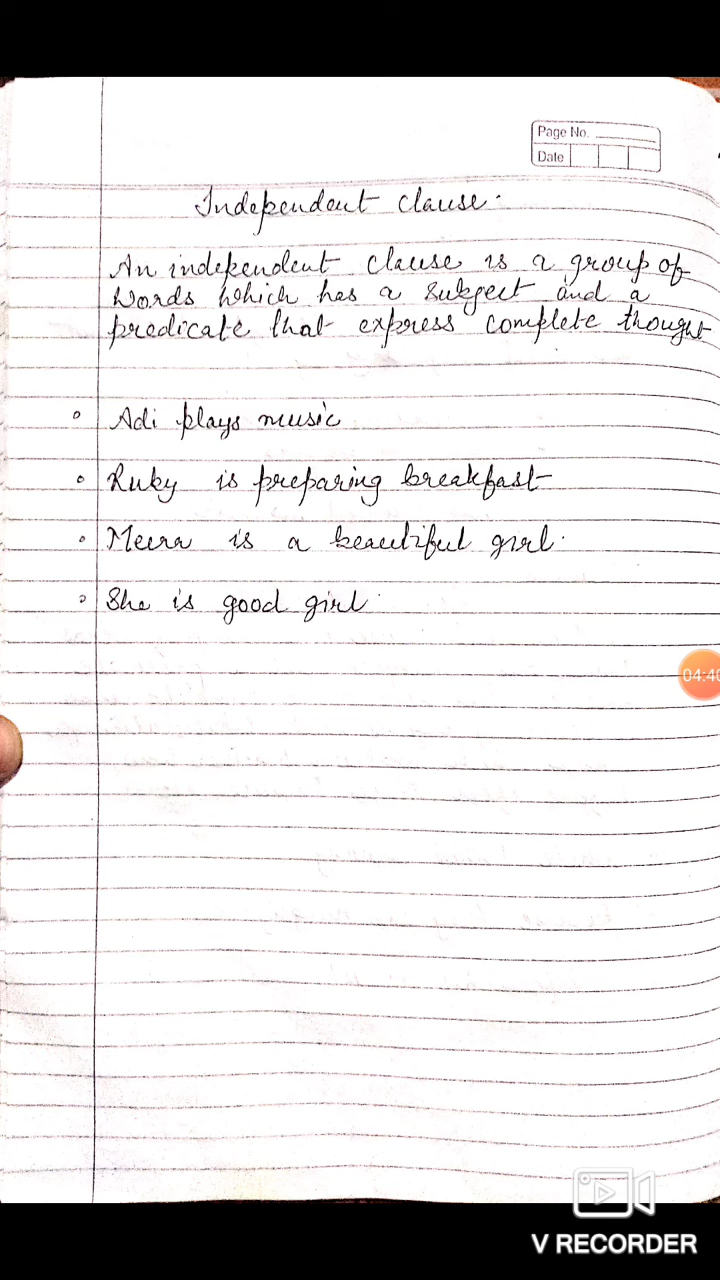 Page No.
Date
Independent clause.
An independent clause is a group of
words which has a subject and a
predicate that express complete thought
Adi plays music
Ruby is preparing breakfast
Meera is a beautiful girl.
She is good girl.
04:40
V RECORDER